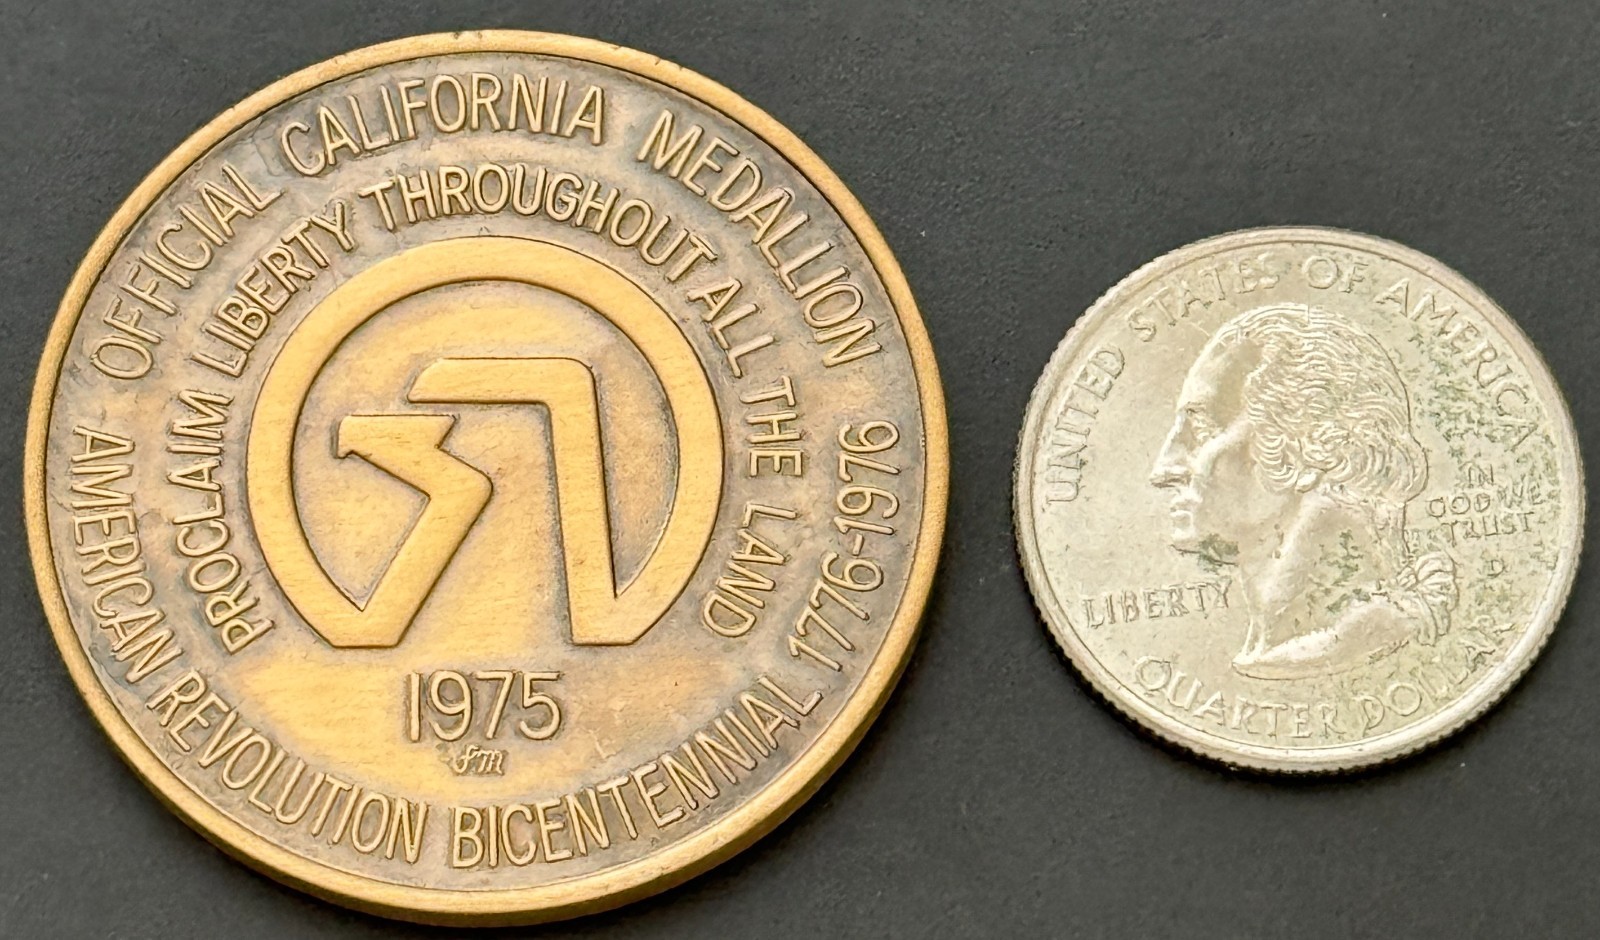 OFFICIAL CALIFORNIA MEDALLION
AMERICAN REVOLUTION BICENTENNIAL 1776-1976
PROCLAIM LIBERTY THROUGHOUT ALL THE LAND
1975
UNITED STATES OF AMERICA
IN
GOD WE
TRUST
D
LIBERTY
QUARTER DOLLAR